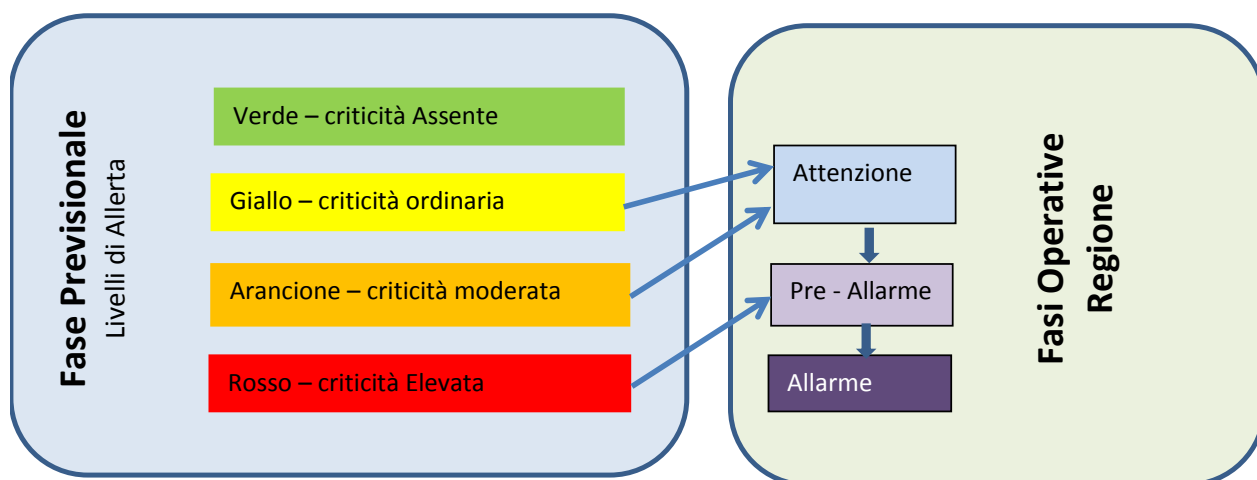 Fase Previsionale
Livelli di Allerta
Verde – criticità Assente
Giallo – criticità ordinaria
Arancione – criticità moderata
Rosso – criticità Elevata
Attenzione
Pre - Allarme
Allarme
Fasi Operative
Regione